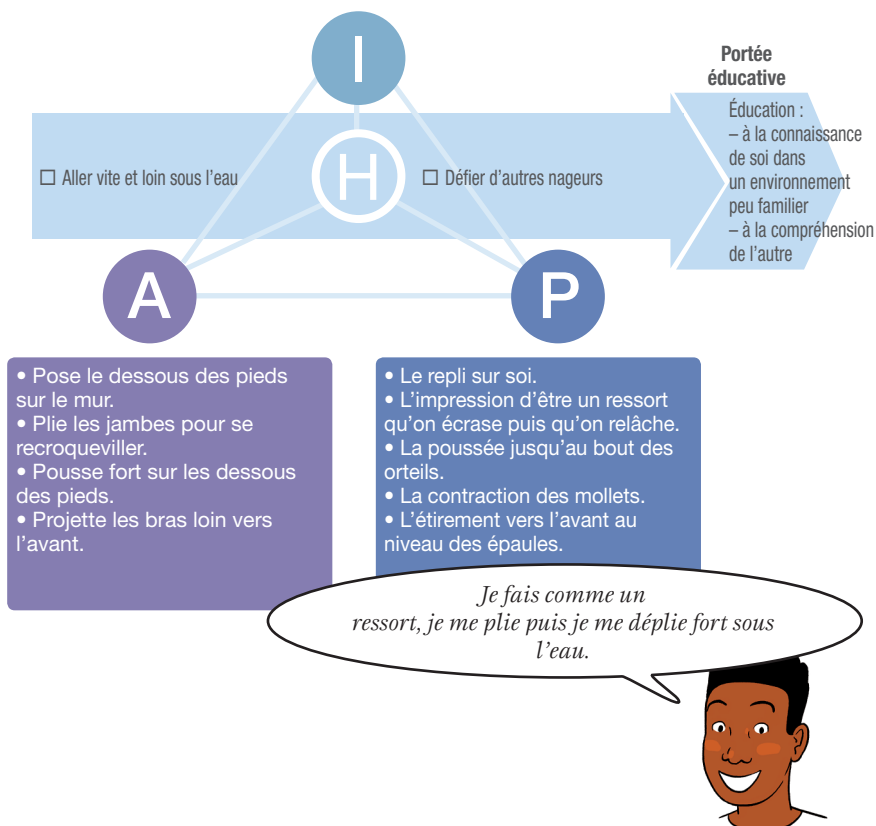 I
Portée
éducative
Éducation :
– à la connaissance
de soi dans
un environnement
peu familier
– à la compréhension
de l’autre
☐ Aller vite et loin sous l’eau
H
☐ Défier d’autres nageurs
A
P
• Pose le dessous des pieds
sur le mur.
• Plie les jambes pour se
recroqueviller.
• Pousse fort sur les dessous
des pieds.
• Projette les bras loin vers
l’avant.
• Le repli sur soi.
• L’impression d’être un ressort
qu’on écrase puis qu’on relâche.
• La poussée jusqu’au bout des
orteils.
• La contraction des mollets.
• L’étirement vers l’avant au
niveau des épaules.
Je fais comme un
ressort, je me plie puis je me déplie fort sous
l’eau.